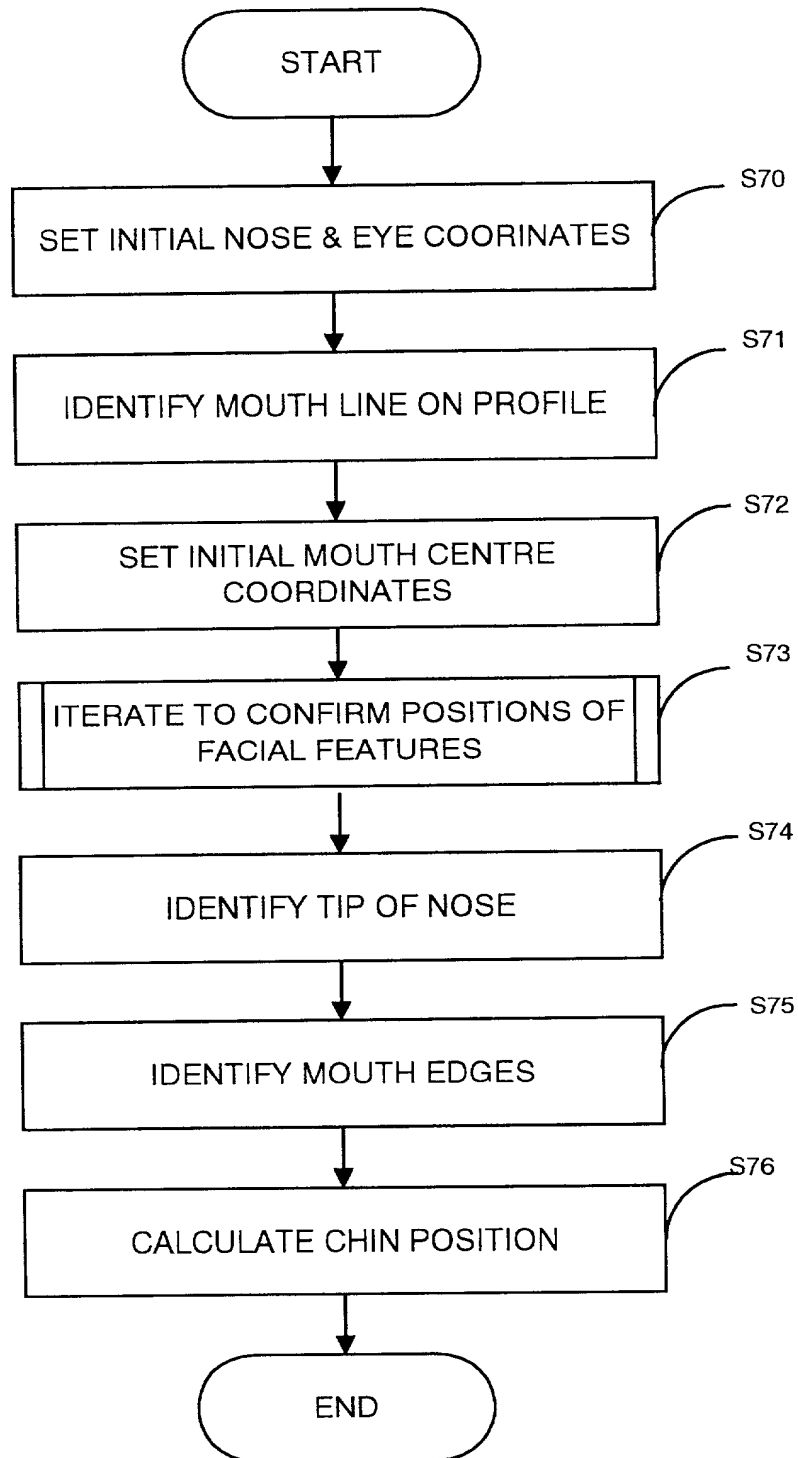 START
S70
SET INITIAL NOSE & EYE COORINATES
S71
IDENTIFY MOUTH LINE ON PROFILE
S72
SET INITIAL MOUTH CENTRE
COORDINATES
S73
ITERATE TO CONFIRM POSITIONS OF
FACIAL FEATURES
S74
IDENTIFY TIP OF NOSE
S75
IDENTIFY MOUTH EDGES
S76
CALCULATE CHIN POSITION
END